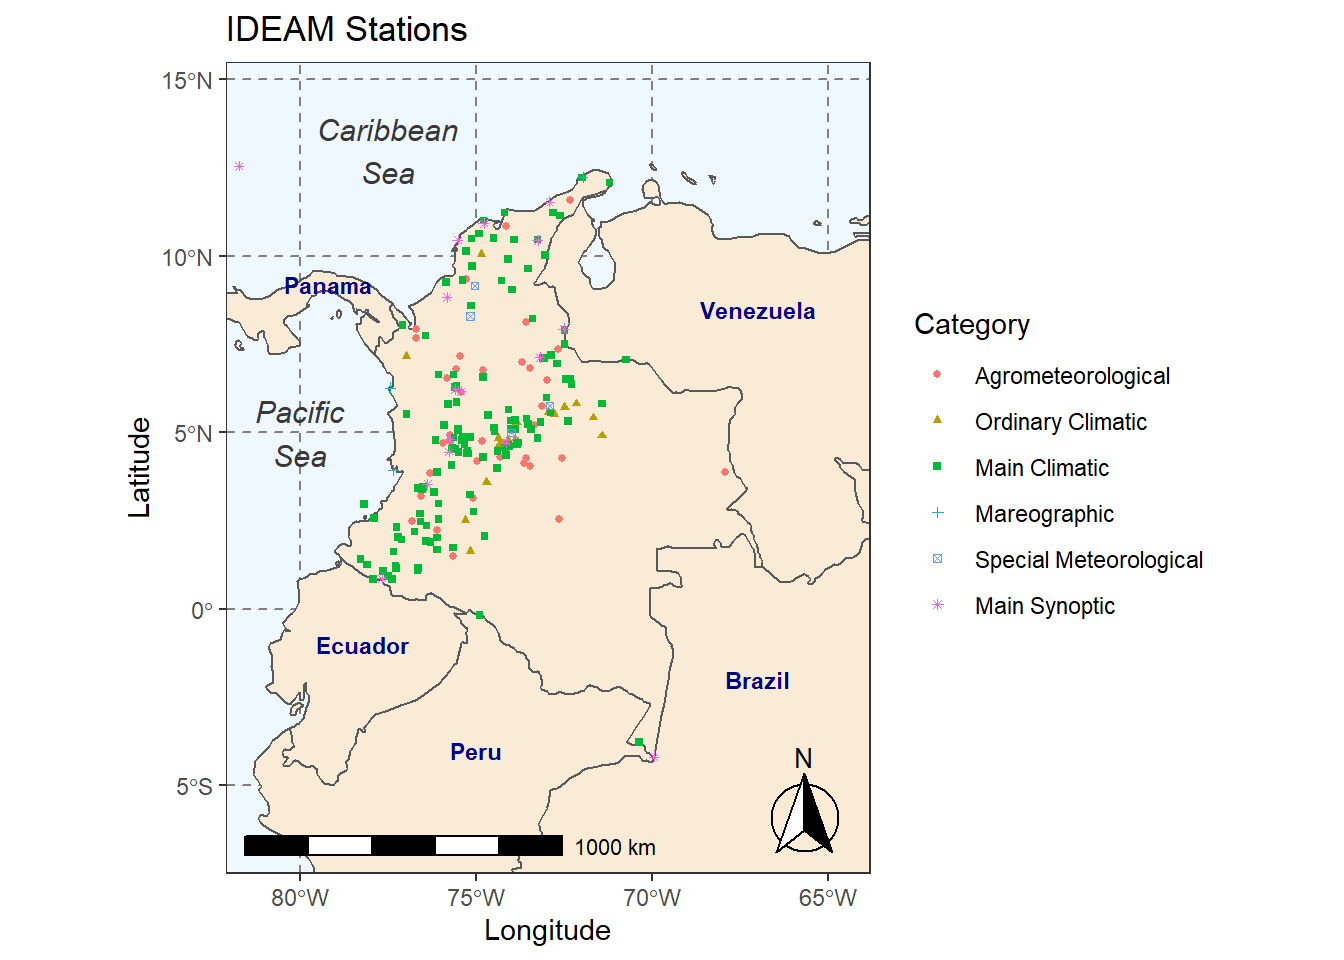 IDEAM Stations
15°N
10°N
5°N
0°
5°S
Latitude
Caribbean
Sea
Panama
Venezuela
Pacific
Sea
Ecuador
Brazil
Peru
N
1000 km
80°W
75°W
70°W
65°W
Longitude
Category
Agrometeorological
Ordinary Climatic
Main Climatic
Mareographic
Special Meteorological
Main Synoptic